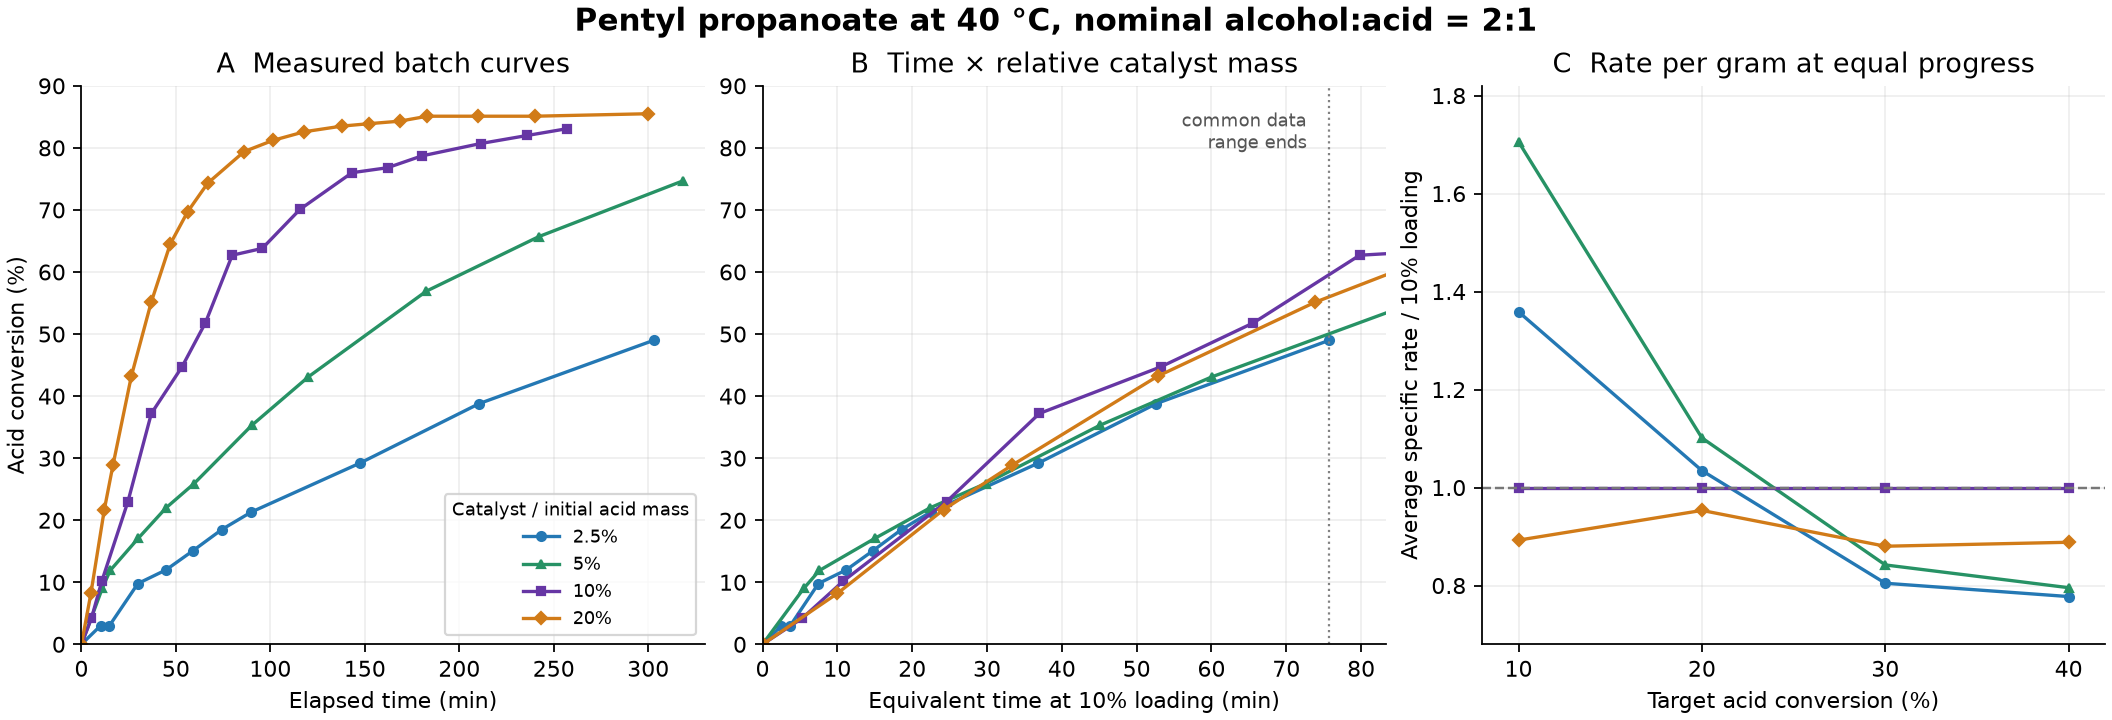 Pentyl propanoate at 40 °C, nominal alcohol:acid = 2:1
A Measured batch curves
Acid conversion (%)
90
80
70
60
50
40
30
20
10
0
0 50 100 150 200 250 300
Elapsed time (min)
Catalyst / initial acid mass
2.5%
5%
10%
20%
B Time × relative catalyst mass
90
80
70
60
50
40
30
20
10
0
common data
range ends
0 10 20 30 40 50 60 70 80
Equivalent time at 10% loading (min)
C Rate per gram at equal progress
Average specific rate / 10% loading
1.8
1.6
1.4
1.2
1.0
0.8
10 20 30 40
Target acid conversion (%)